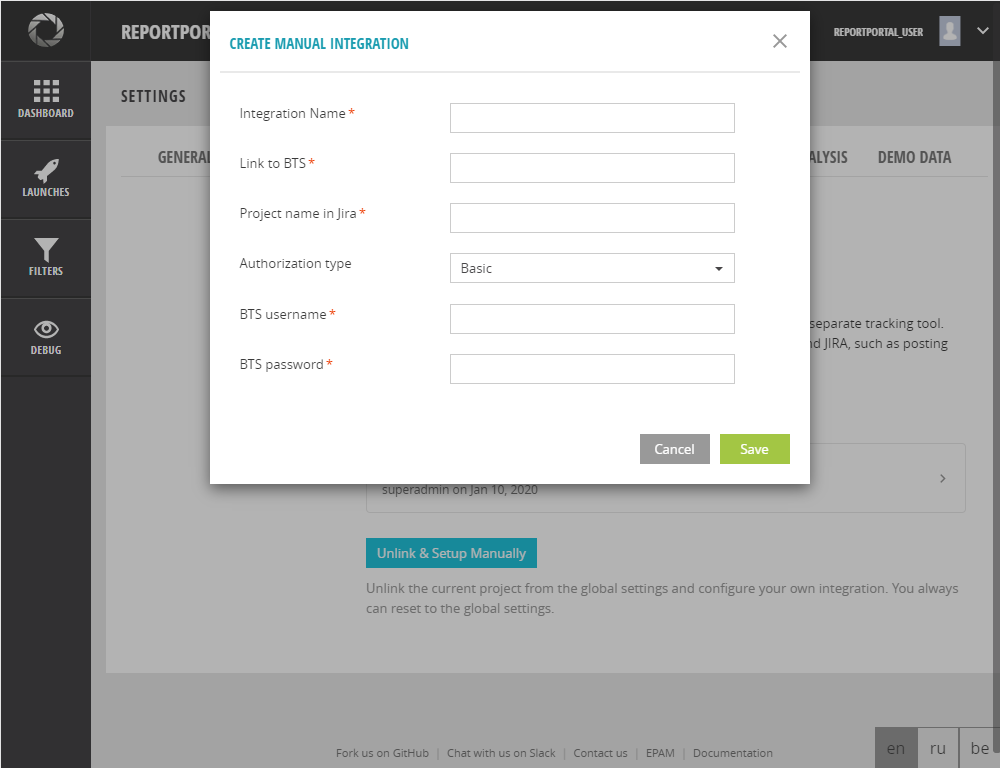 REPORTPOR
REPORTPORTAL_USER
DASHBOARD
LAUNCHES
FILTERS
DEBUG
SETTINGS
GENERAL
ALYSIS
DEMO DATA
CREATE MANUAL INTEGRATION
Integration Name *
Link to BTS *
Project name in Jira *
Authorization type
Basic
BTS username *
BTS password *
Cancel
Save
separate tracking tool.
nd JIRA, such as posting
superadmin on Jan 10, 2020
Unlink & Setup Manually
Unlink the current project from the global settings and configure your own integration. You always
can reset to the global settings.
Fork us on GitHub | Chat with us on Slack | Contact us | EPAM | Documentation
en ru be